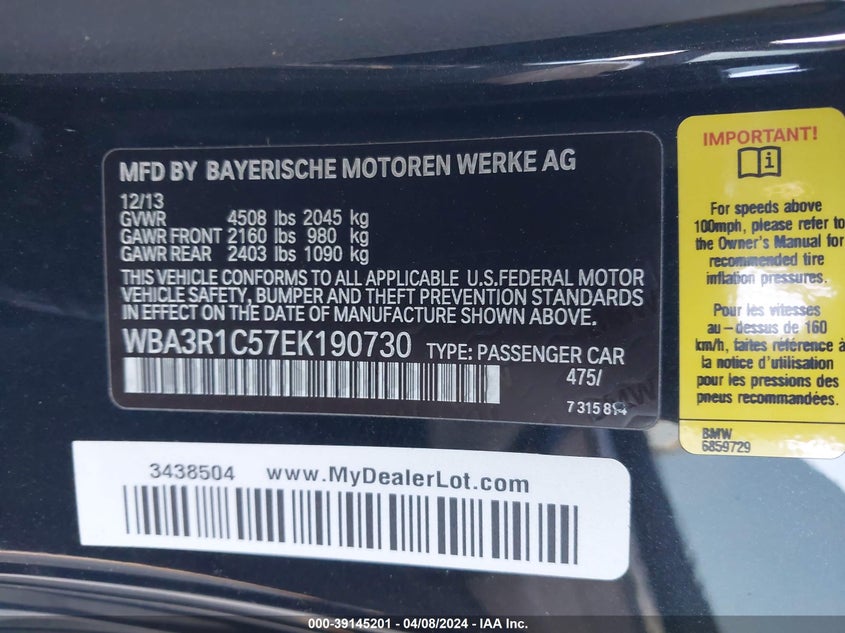 MFD BY BAYERISCHE MOTOREN WERKE AG
12/13
GVWR 4508 lbs 2045 kg
GAWR FRONT 2160 lbs 980 kg
GAWR REAR 2403 lbs 1090 kg
THIS VEHICLE CONFORMS TO ALL APPLICABLE U.S.FEDERAL MOTOR
VEHICLE SAFETY, BUMPER AND THEFT PREVENTION STANDARDS
IN EFFECT ON THE DATE OF MANUFACTURE SHOWN ABOVE.
WBA3R1C57EK190730 TYPE: PASSENGER CAR
475/
7 315 814
IMPORTANT!
For speeds above
100mph, please refer to
the Owner's Manual for
recommended tire
inflation pressures.
Pour les vitesses
au – dessus de 160
km/h, faites référence à
la notice d'utilisation
pour les pressions des
pneus recommandées.
BMW
6859729
3438504 www.MyDealerLot.com
000-39145201 - 04/08/2024 - IAA Inc.